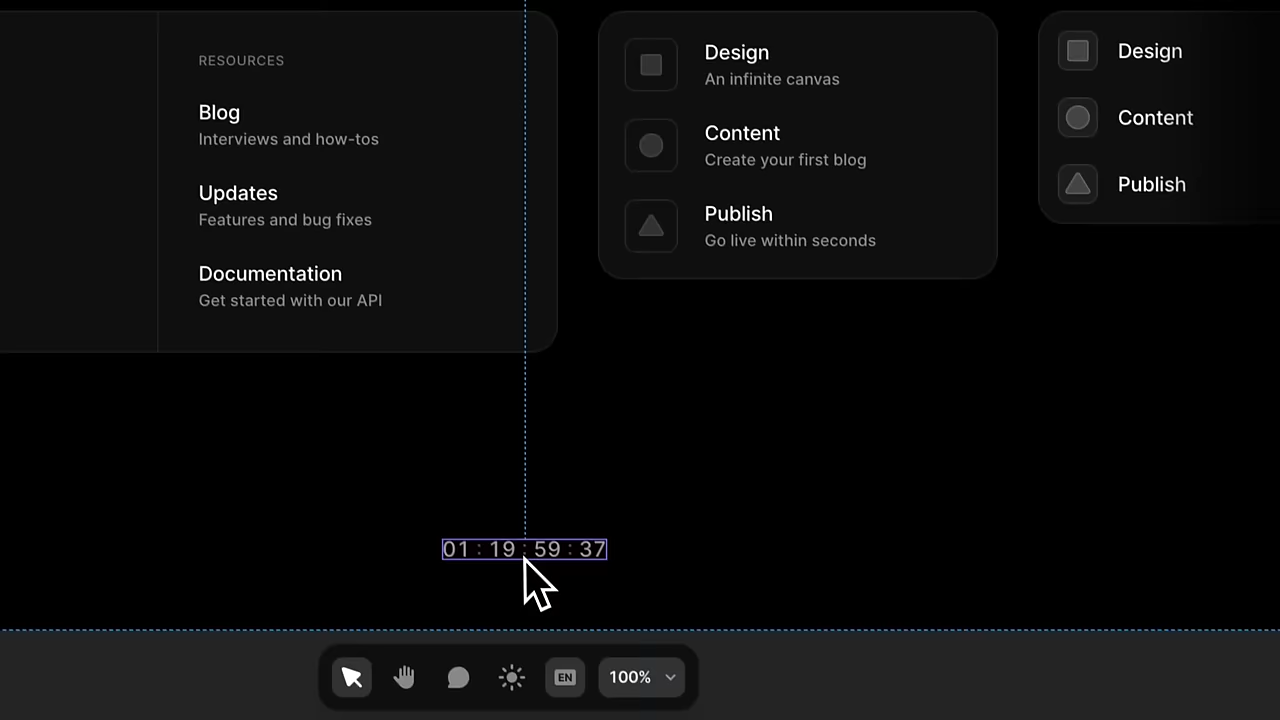 RESOURCES
Blog
Interviews and how-tos
Updates
Features and bug fixes
Documentation
Get started with our API
Design
An infinite canvas
Content
Create your first blog
Publish
Go live within seconds
Design
Content
Publish
01 : 19 : 59 : 37
EN
100%